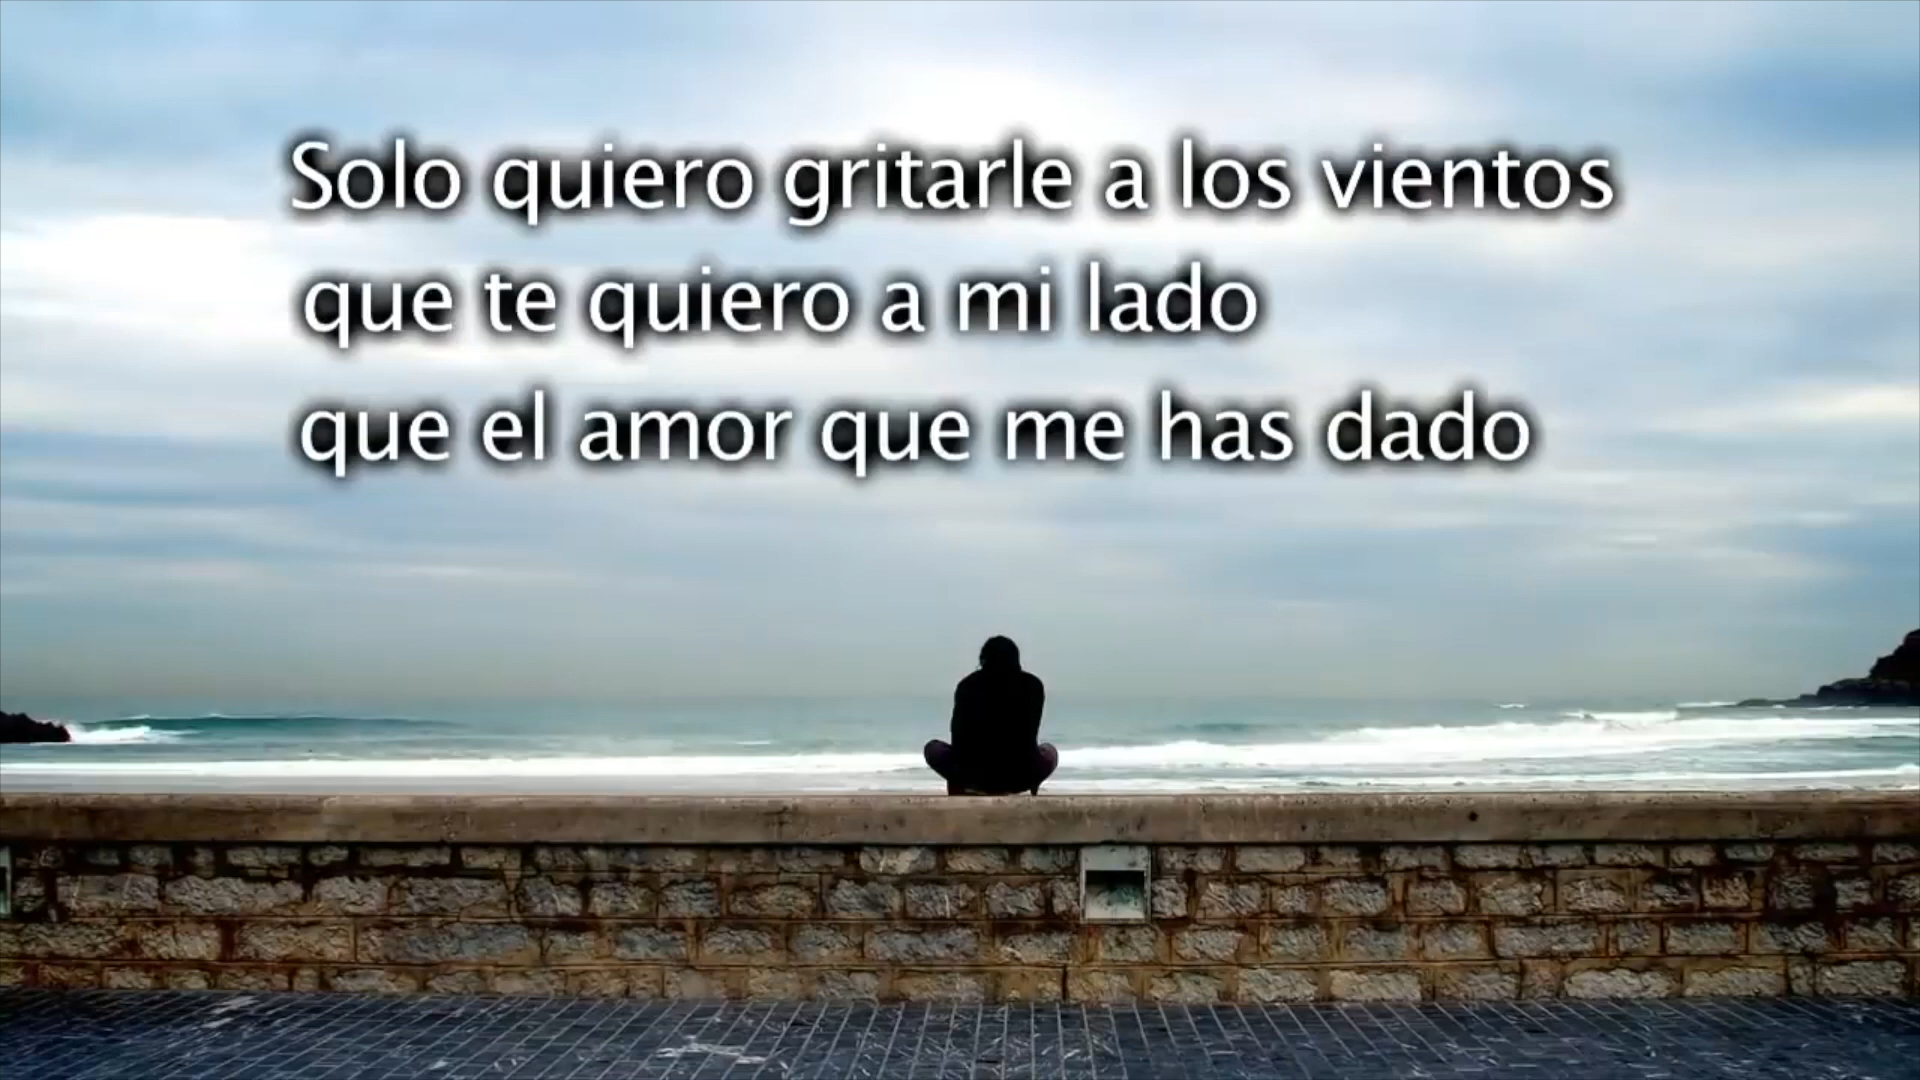 Solo quiero gritarle a los vientos
que te quiero a mi lado
que el amor que me has dado